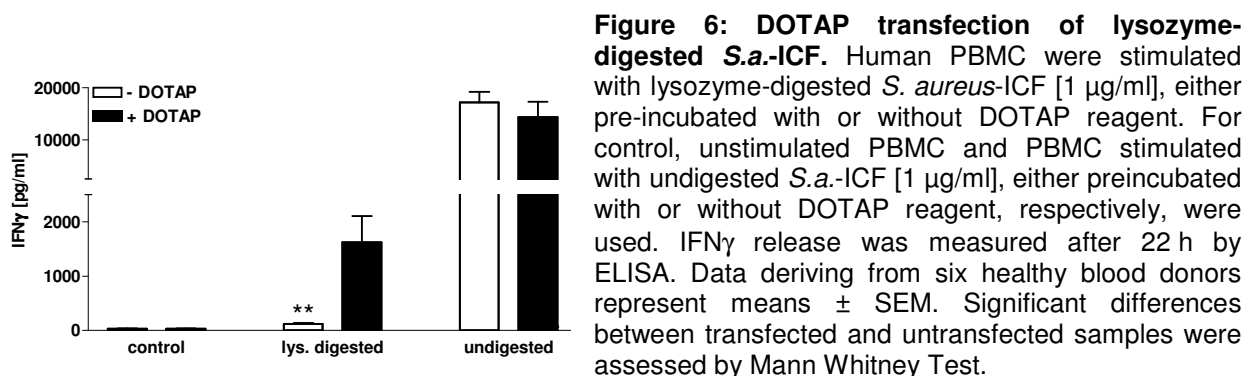 20000
10000
2000
1000
0
IFNγ [pg/ml]
- DOTAP
+ DOTAP
**
control
lys. digested
undigested
Figure 6: DOTAP transfection of lysozyme-
digested S.a.-ICF. Human PBMC were stimulated
with lysozyme-digested S. aureus-ICF [1 µg/ml], either
pre-incubated with or without DOTAP reagent. For
control, unstimulated PBMC and PBMC stimulated
with undigested S.a.-ICF [1 µg/ml], either preincubated
with or without DOTAP reagent, respectively, were
used. IFNγ release was measured after 22 h by
ELISA. Data deriving from six healthy blood donors
represent means ± SEM. Significant differences
between transfected and untransfected samples were
assessed by Mann Whitney Test.